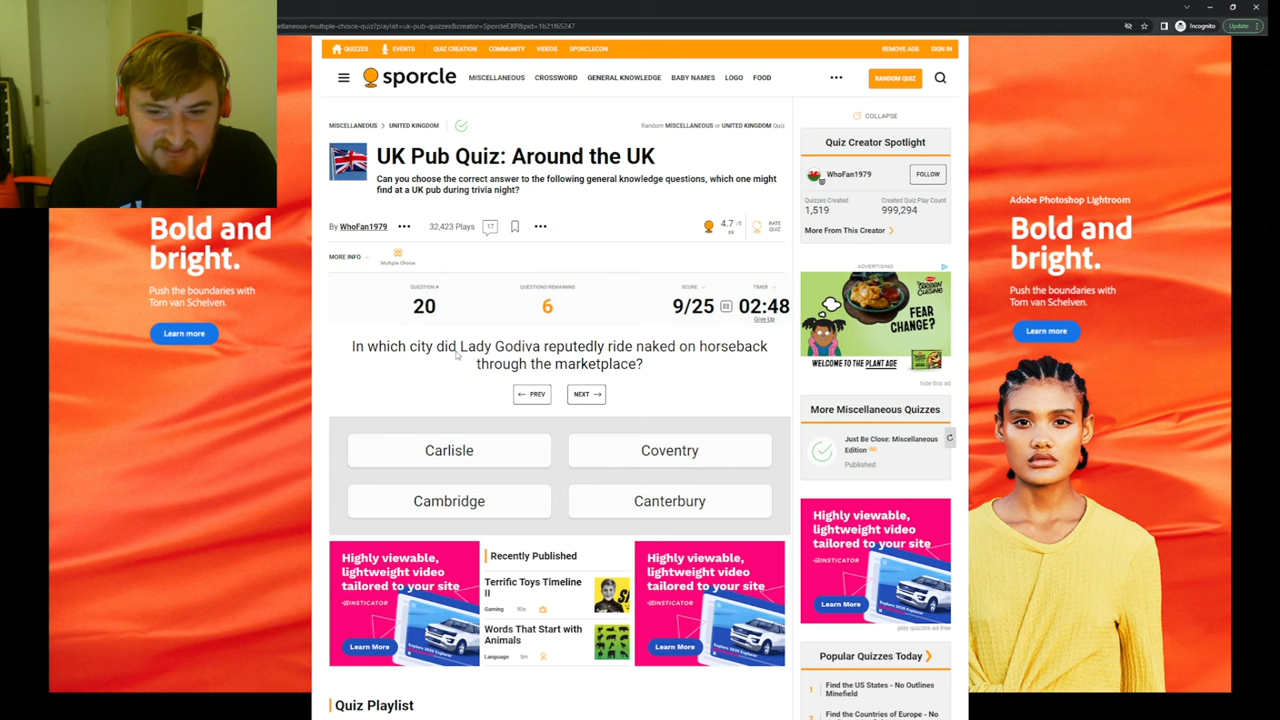 ellaneous-multiple-choice-quiz?playlist=uk-pub-quizzes&creator=SporcleEXP&pid=1b21f65247
Incognito
Update
QUIZZES
EVENTS
QUIZ CREATION
COMMUNITY
VIDEOS
SPORCLECON
REMOVE ADS
SIGN IN
sporcle
MISCELLANEOUS
CROSSWORD
GENERAL KNOWLEDGE
BABY NAMES
LOGO
FOOD
RANDOM QUIZ
MISCELLANEOUS > UNITED KINGDOM
Random MISCELLANEOUS or UNITED KINGDOM Quiz
UK Pub Quiz: Around the UK
Can you choose the correct answer to the following general knowledge questions, which one might
find at a UK pub during trivia night?
By WhoFan1979
32,423 Plays
17
4.7 /5
RATE
QUIZ
MORE INFO
Multiple Choice
QUESTION #
QUESTIONS REMAINING
SCORE
TIMER
20
6
9/25
02:48
Give Up
In which city did Lady Godiva reputedly ride naked on horseback
through the marketplace?
← PREV
NEXT →
Carlisle
Coventry
Cambridge
Canterbury
Highly viewable,
lightweight video
tailored to your site
INSTICATOR
Learn More
Recently Published
Terrific Toys Timeline
II
Gaming
90s
Words That Start with
Animals
Language
5m
Highly viewable,
lightweight video
tailored to your site
INSTICATOR
Learn More
Quiz Playlist
COLLAPSE
Quiz Creator Spotlight
WhoFan1979
FOLLOW
Quizzes Created
Created Quiz Play Count
1,519
999,294
More From This Creator
ADVERTISING
GREEN
CUISINE
FEAR
CHANGE?
WELCOME TO THE PLANT AGE
hide this ad
More Miscellaneous Quizzes
Just Be Close: Miscellaneous
Edition
Published
Highly viewable,
lightweight video
tailored to your site
INSTICATOR
Learn More
play quizzes ad-free
Popular Quizzes Today
1
Find the US States - No Outlines
Minefield
2
Find the Countries of Europe - No
Bold and
bright.
Push the boundaries with
Tom van Schelven.
Learn more
Adobe Photoshop Lightroom
Bold and
bright.
Push the boundaries with
Tom van Schelven.
Learn more